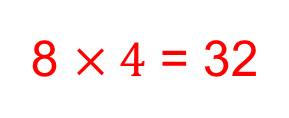 8 × 4 = 32